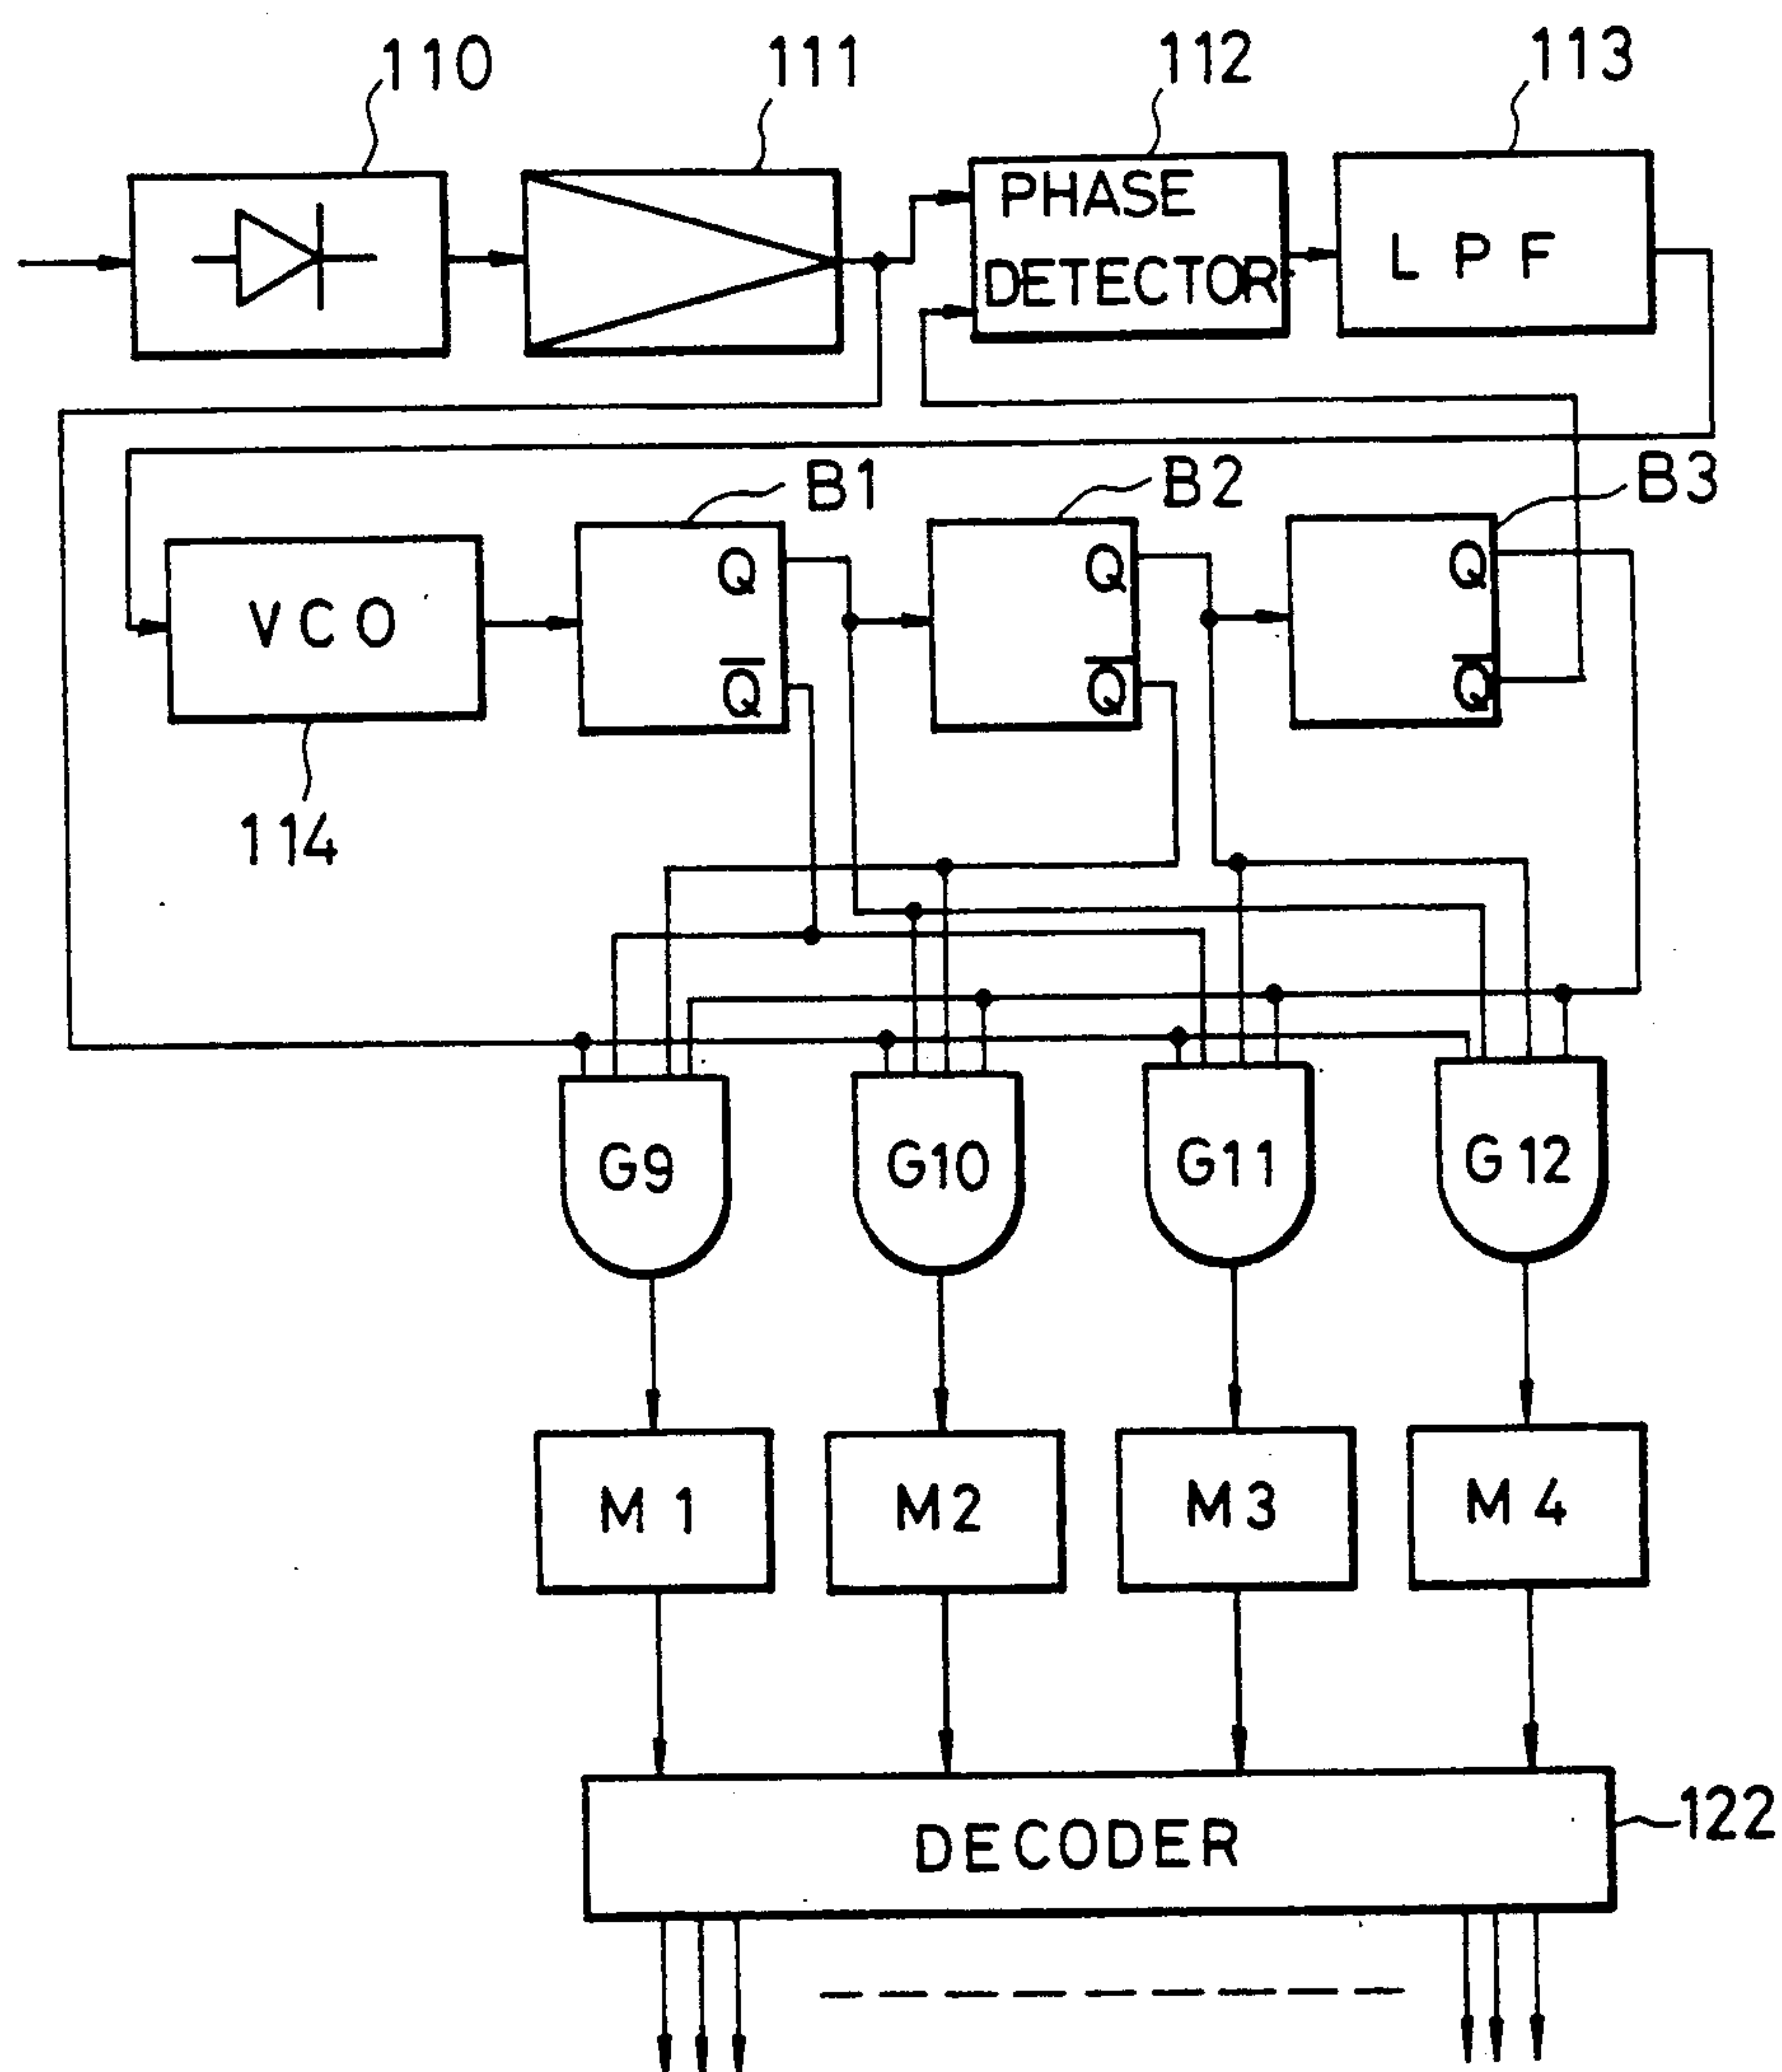 110
111
112
113
PHASE
DETECTOR
LPF
B1
B2
B3
VCO
Q
Q̅
Q
Q̅
Q
Q̅
114
G9
G10
G11
G12
M1
M2
M3
M4
DECODER
122